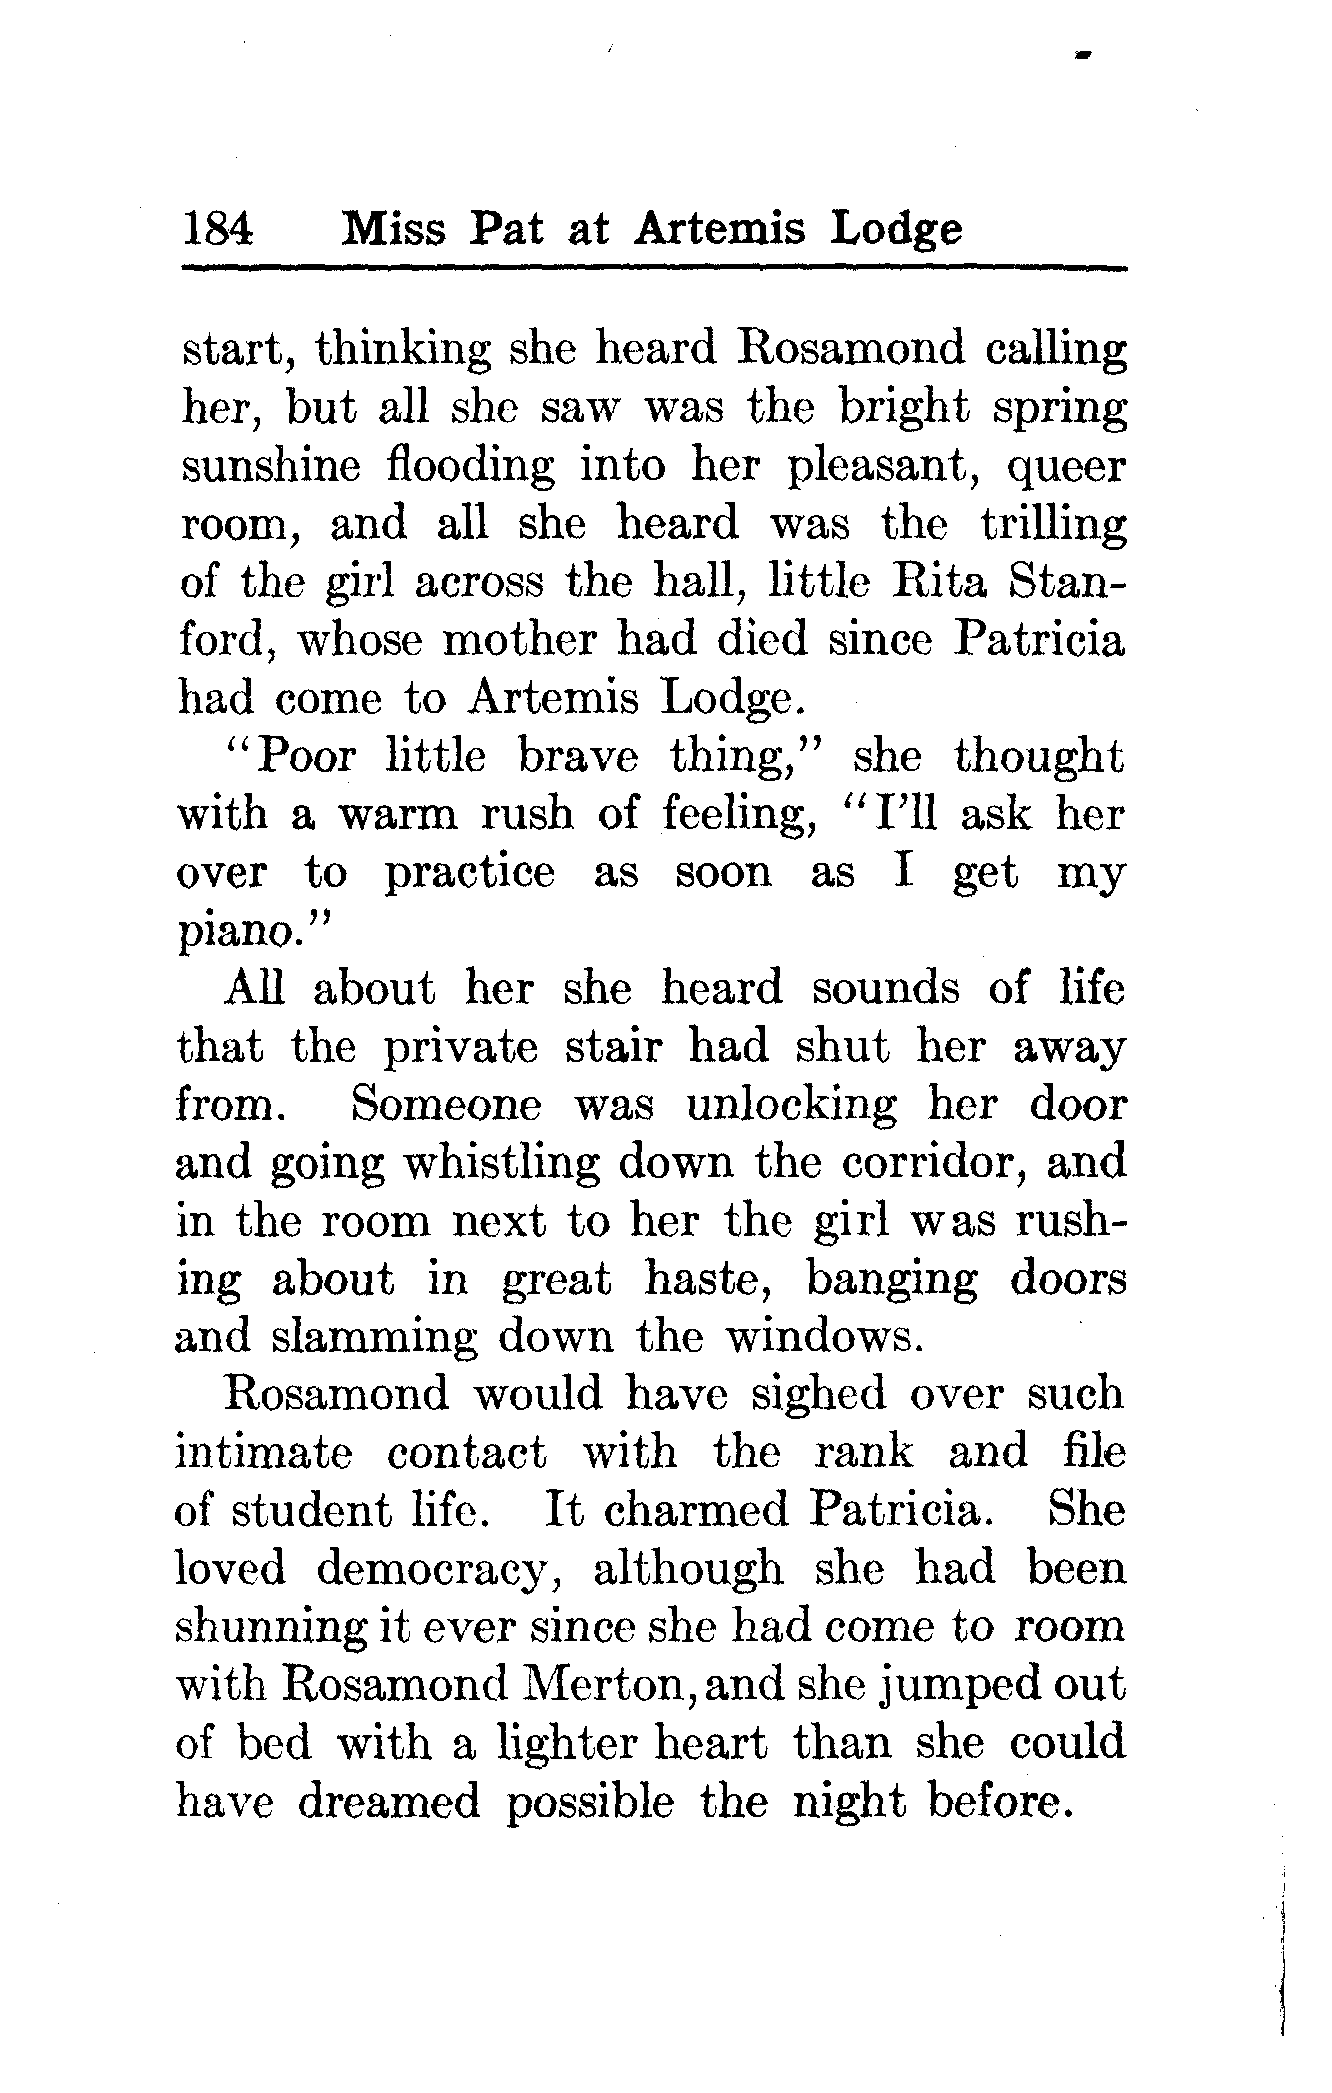 184 Miss Pat at Artemis Lodge
start, thinking she heard Rosamond calling
her, but all she saw was the bright spring
sunshine flooding into her pleasant, queer
room, and all she heard was the trilling
of the girl across the hall, little Rita Stan-
ford, whose mother had died since Patricia
had come to Artemis Lodge.
"Poor little brave thing," she thought
with a warm rush of feeling, "I'll ask her
over to practice as soon as I get my
piano."
All about her she heard sounds of life
that the private stair had shut her away
from. Someone was unlocking her door
and going whistling down the corridor, and
in the room next to her the girl was rush-
ing about in great haste, banging doors
and slamming down the windows.
Rosamond would have sighed over such
intimate contact with the rank and file
of student life. It charmed Patricia. She
loved democracy, although she had been
shunning it ever since she had come to room
with Rosamond Merton, and she jumped out
of bed with a lighter heart than she could
have dreamed possible the night before.